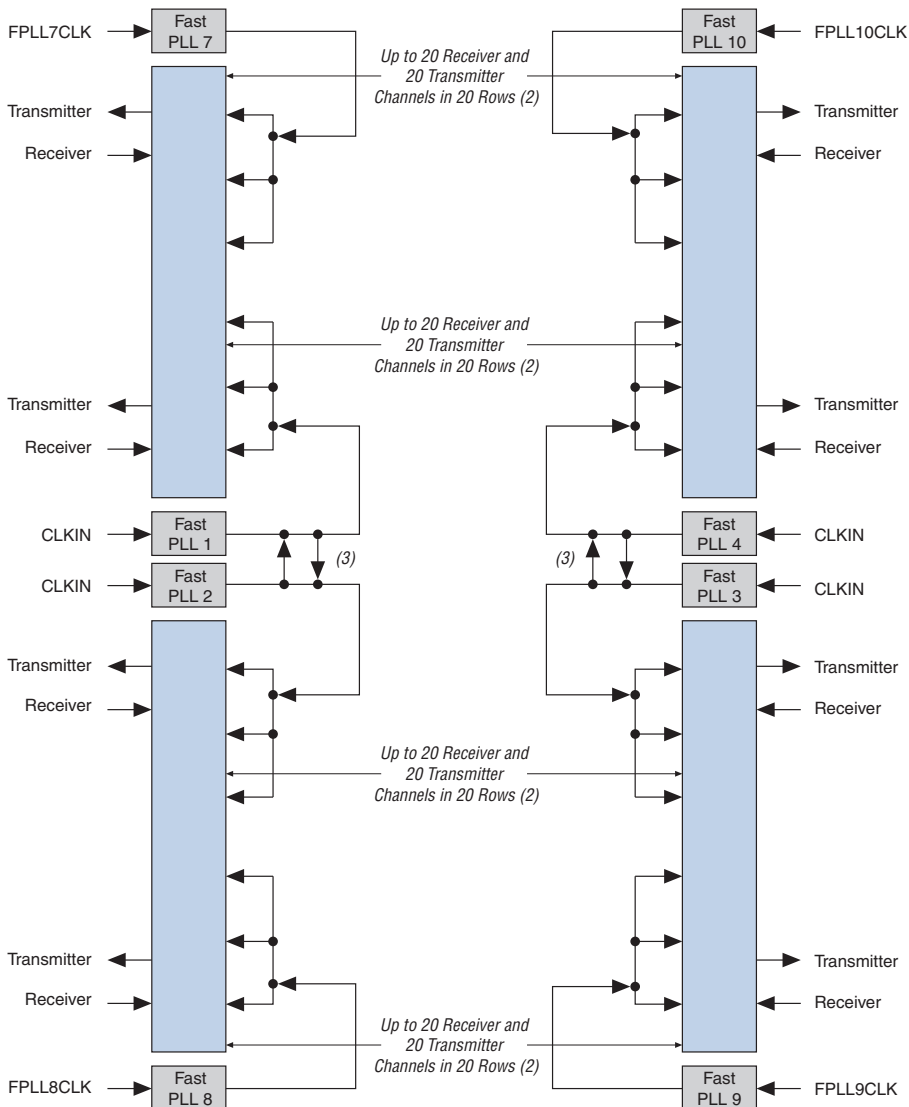 FPLL7CLK
Fast
PLL 7
Fast
PLL 10
FPLL10CLK
Up to 20 Receiver and
20 Transmitter
Channels in 20 Rows (2)
Transmitter
Transmitter
Receiver
Receiver
Up to 20 Receiver and
20 Transmitter
Channels in 20 Rows (2)
Transmitter
Transmitter
Receiver
Receiver
CLKIN
Fast
PLL 1
(3)
(3)
Fast
PLL 4
CLKIN
CLKIN
Fast
PLL 2
Fast
PLL 3
CLKIN
Transmitter
Transmitter
Receiver
Receiver
Up to 20 Receiver and
20 Transmitter
Channels in 20 Rows (2)
Transmitter
Transmitter
Receiver
Receiver
Up to 20 Receiver and
20 Transmitter
Channels in 20 Rows (2)
FPLL8CLK
Fast
PLL 8
Fast
PLL 9
FPLL9CLK